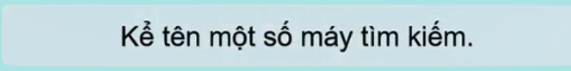 Kể tên một số máy tìm kiếm.